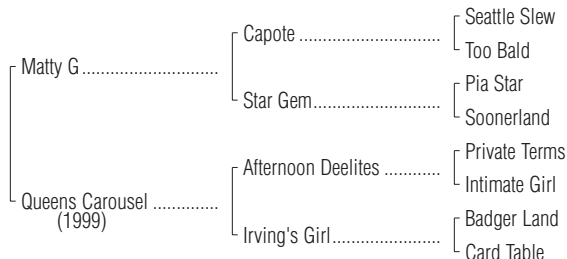 Seattle Slew
Capote ..............................
Too Bald
Matty G .............................
Pia Star
Star Gem...........................
Soonerland
Private Terms
Afternoon Deelites ............
Intimate Girl
Queens Carousel ..............
(1999)
Badger Land
Irving's Girl.......................
Card Table